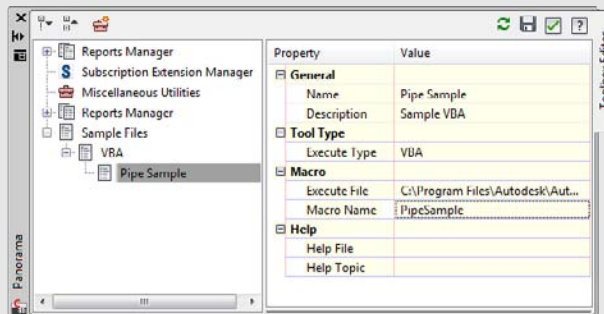 Reports Manager
Subscription Extension Manager
Miscellaneous Utilities
Reports Manager
Sample Files
VBA
Pipe Sample
Property Value
General
Name Pipe Sample
Description Sample VBA
Tool Type
Execute Type VBA
Macro
Execute File C:\Program Files\Autodesk\Aut...
Macro Name PipeSample
Help
Help File
Help Topic
Panorama
Toolbox Editor